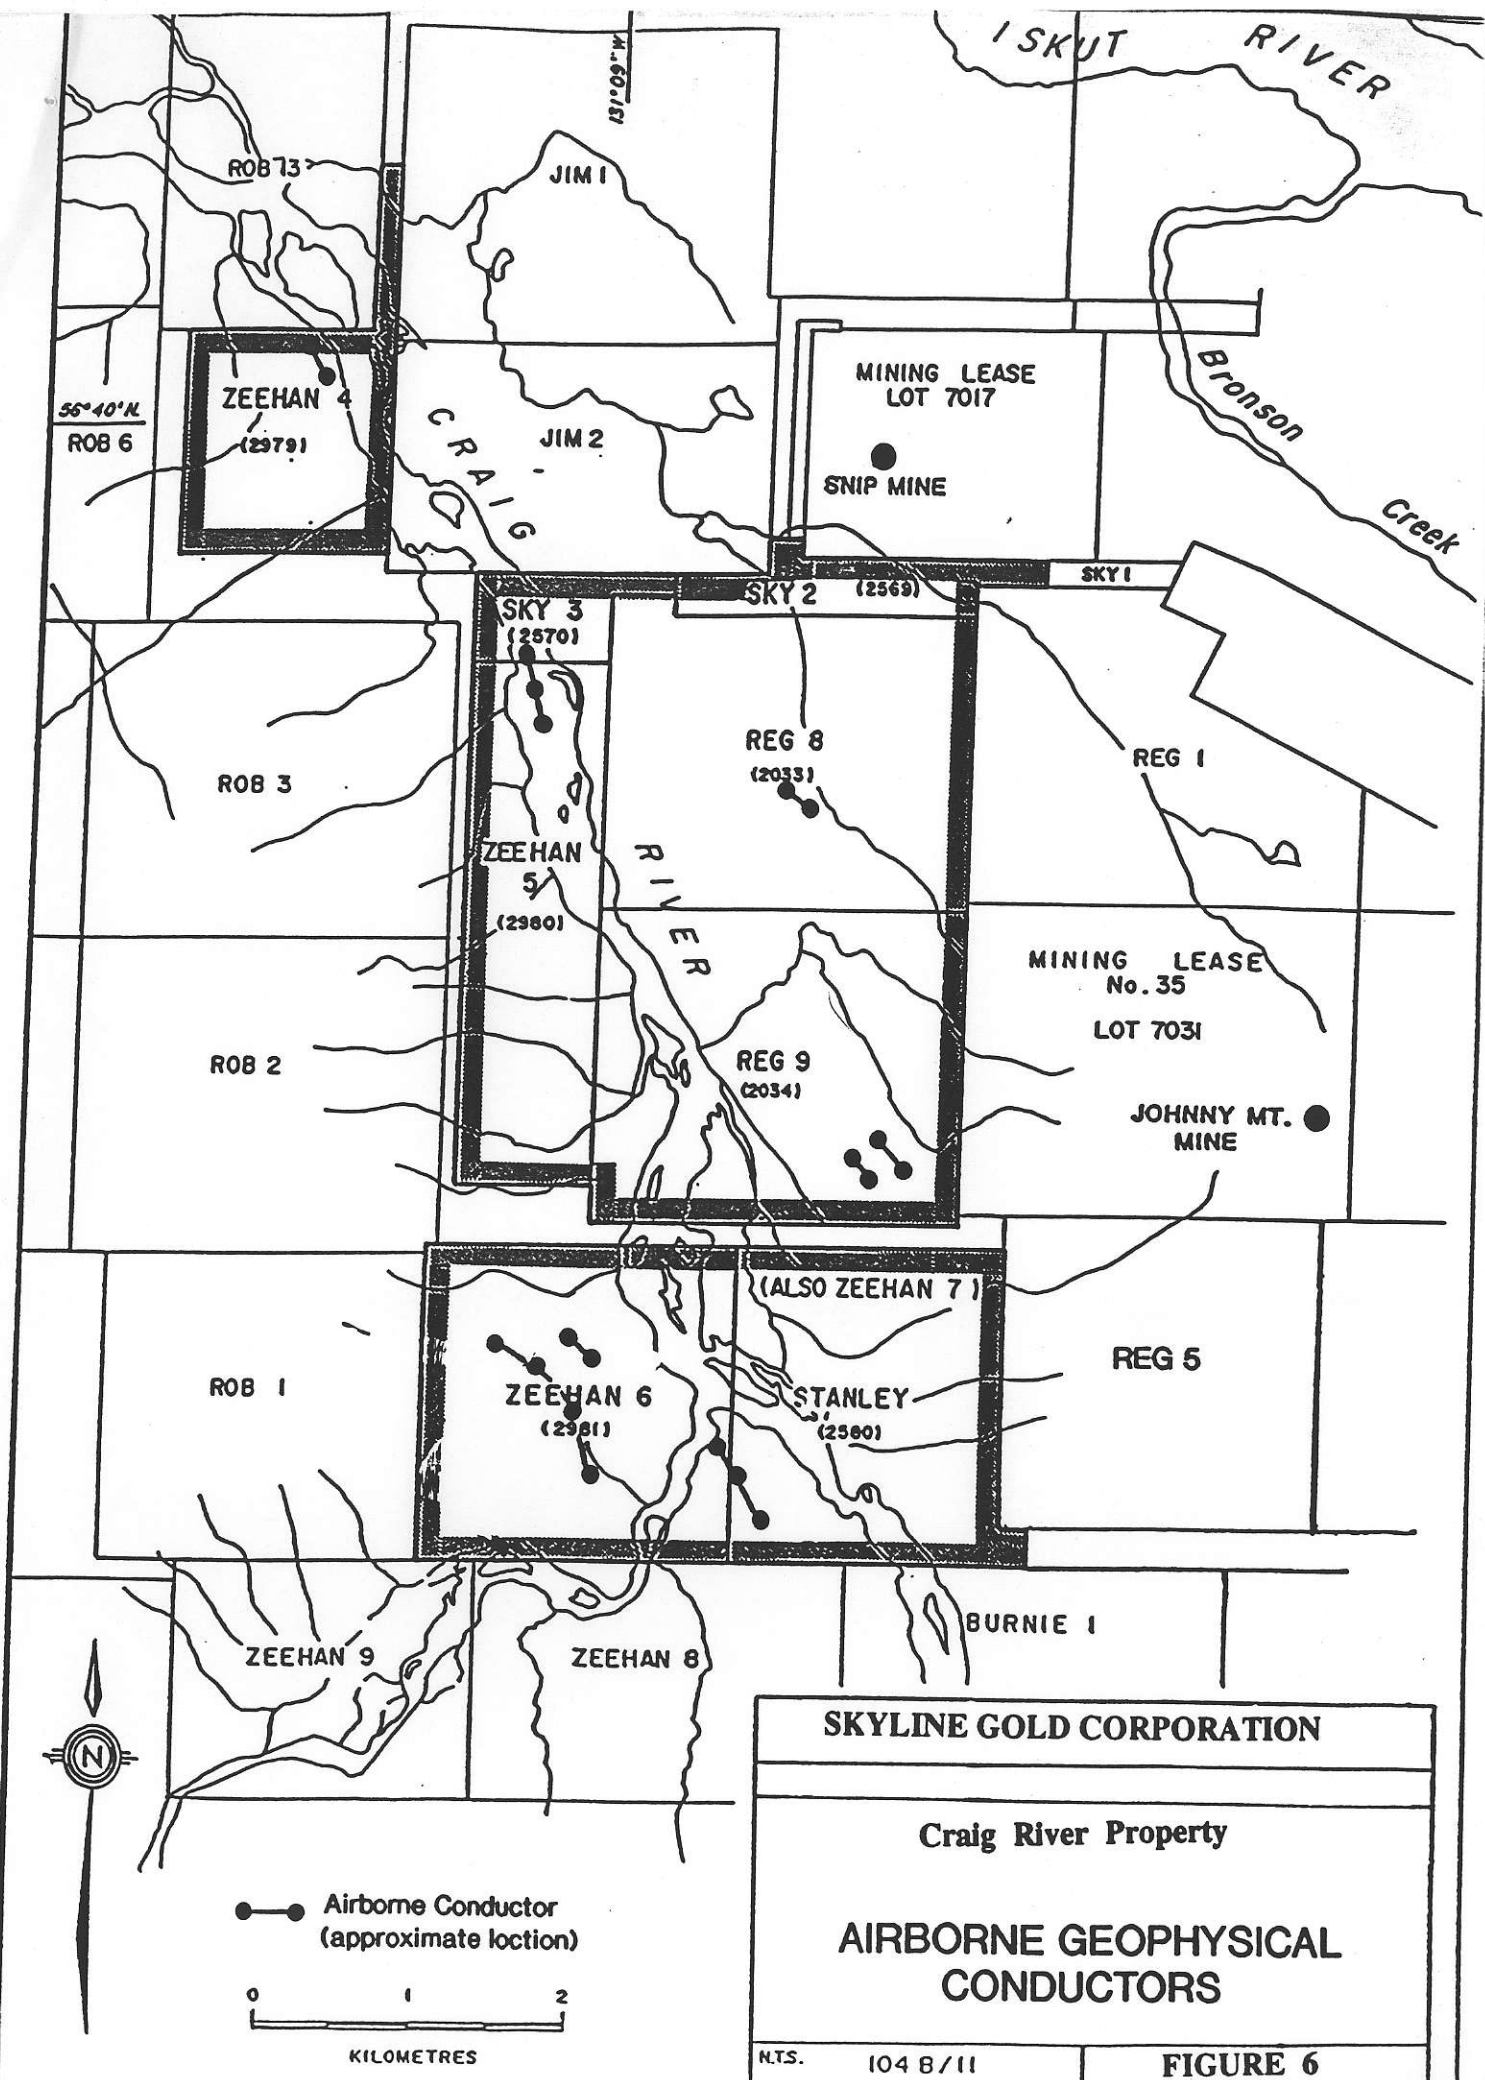 ISKUT RIVER
131°09'W
ROB 13
JIM 1
Bronson
Creek
MINING LEASE
LOT 7017
SNIP MINE
ZEEHAN 4
(2979)
56°40'N
ROB 6
CRAIG
JIM 2
SKY 1
SKY 2
(2569)
SKY 3
(2570)
REG 8
(2033)
REG 1
ROB 3
ZEEHAN
5
(2980)
RIVER
MINING LEASE
No. 35
LOT 7031
ROB 2
REG 9
(2034)
JOHNNY MT.
MINE
(ALSO ZEEHAN 7)
REG 5
ROB 1
ZEEHAN 6
(2981)
STANLEY
(2580)
BURNIE 1
ZEEHAN 9
ZEEHAN 8
N
SKYLINE GOLD CORPORATION
Craig River Property
AIRBORNE GEOPHYSICAL
CONDUCTORS
N.T.S. 104 B/11
FIGURE 6
Airborne Conductor
(approximate loction)
0 1 2
KILOMETRES